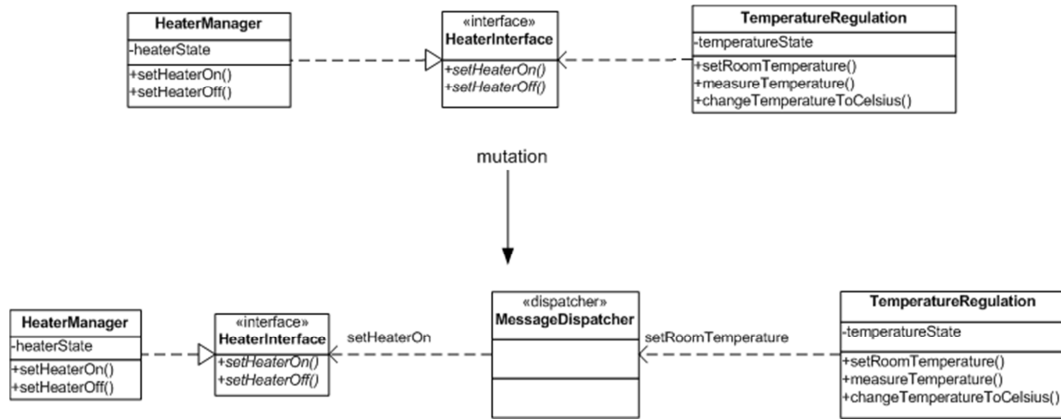 HeaterManager
-heaterState
+setHeaterOn()
+setHeaterOff()
«interface»
HeaterInterface
+setHeaterOn()
+setHeaterOff()
TemperatureRegulation
-temperatureState
+setRoomTemperature()
+measureTemperature()
+changeTemperatureToCelsius()
mutation
HeaterManager
-heaterState
+setHeaterOn()
+setHeaterOff()
«interface»
HeaterInterface
+setHeaterOn()
+setHeaterOff()
setHeaterOn
«dispatcher»
MessageDispatcher
setRoomTemperature
TemperatureRegulation
-temperatureState
+setRoomTemperature()
+measureTemperature()
+changeTemperatureToCelsius()